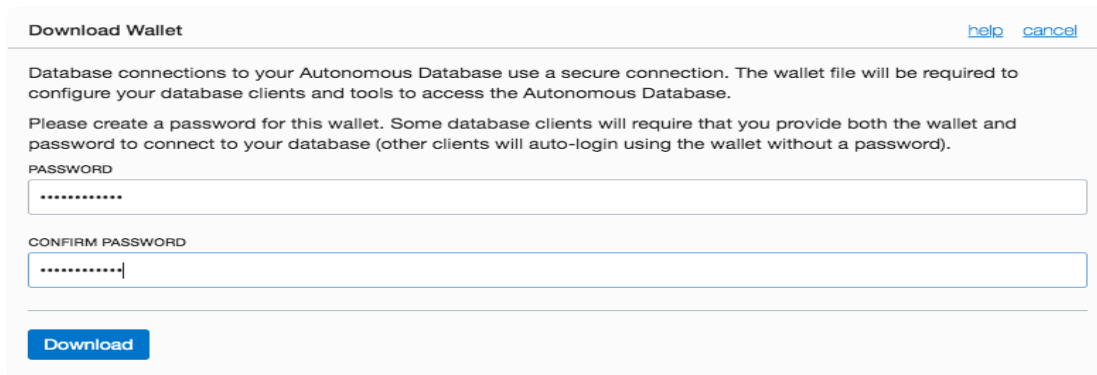 Download Wallet help cancel
Database connections to your Autonomous Database use a secure connection. The wallet file will be required to
configure your database clients and tools to access the Autonomous Database.
Please create a password for this wallet. Some database clients will require that you provide both the wallet and
password to connect to your database (other clients will auto-login using the wallet without a password).
PASSWORD
••••••••••••
CONFIRM PASSWORD
••••••••••••
Download